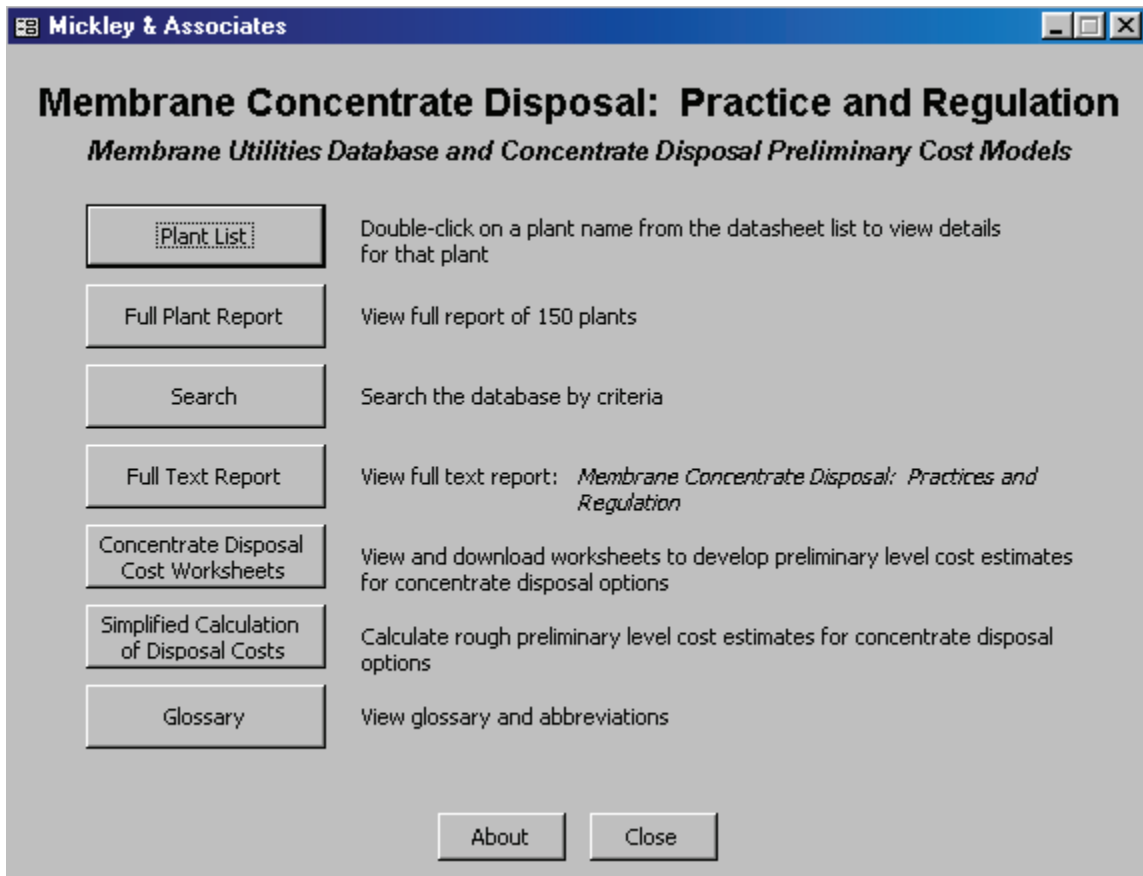 Mickley & Associates
Membrane Concentrate Disposal: Practice and Regulation
Membrane Utilities Database and Concentrate Disposal Preliminary Cost Models
Plant List
Double-click on a plant name from the datasheet list to view details
for that plant
Full Plant Report
View full report of 150 plants
Search
Search the database by criteria
Full Text Report
View full text report: Membrane Concentrate Disposal: Practices and
Regulation
Concentrate Disposal
Cost Worksheets
View and download worksheets to develop preliminary level cost estimates
for concentrate disposal options
Simplified Calculation
of Disposal Costs
Calculate rough preliminary level cost estimates for concentrate disposal
options
Glossary
View glossary and abbreviations
About
Close